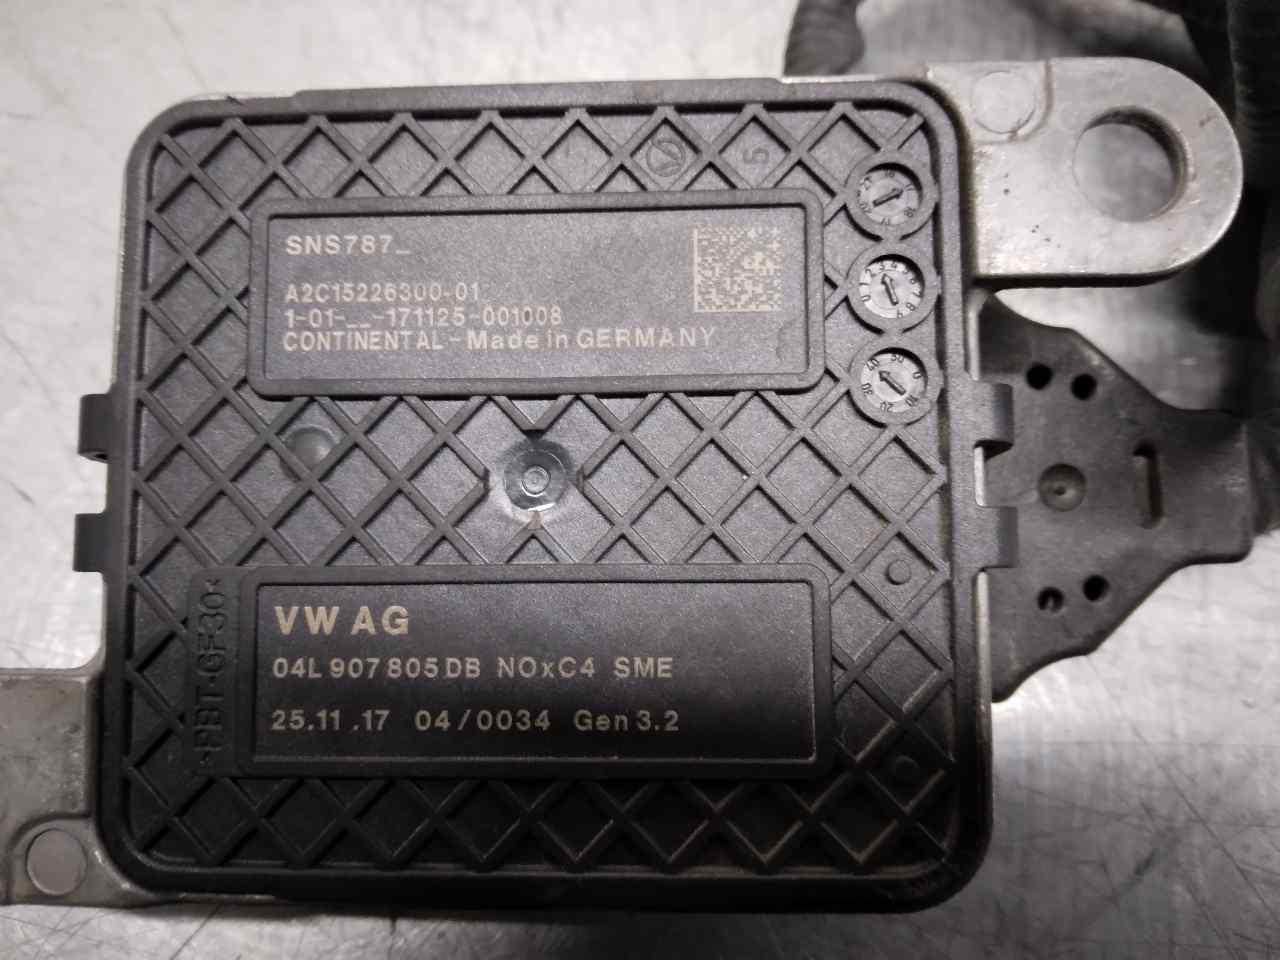 5
SNS787_
A2C15226300-01
1-01-__-171125-001008
CONTINENTAL - Made in GERMANY
>PBT-GF30<
VW AG
04L 907 805 DB NOxC4 SME
25.11 .17 04/0034 Gen 3.2